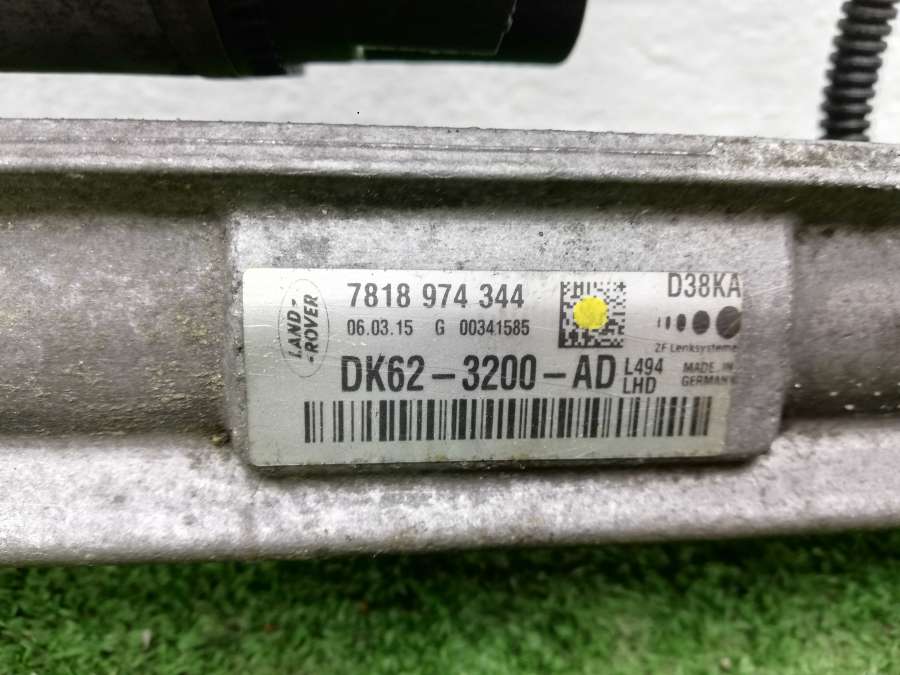 LAND-
-ROVER-
7818 974 344
06.03.15 G 00341585
D38KA
ZF Lenksysteme
DK62-3200-AD
L494
LHD
MADE IN
GERMANY